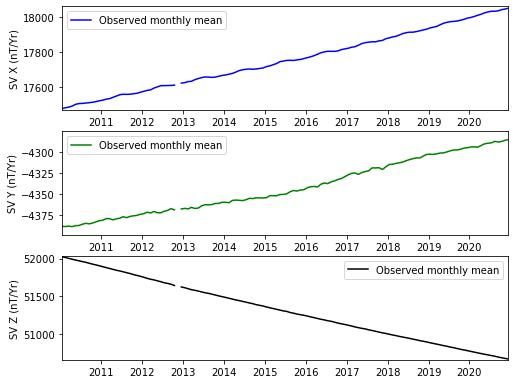 SV X (nT/Yr)
18000
17800
17600
Observed monthly mean
2011 2012 2013 2014 2015 2016 2017 2018 2019 2020
SV Y (nT/Yr)
−4300
−4325
−4350
−4375
Observed monthly mean
2011 2012 2013 2014 2015 2016 2017 2018 2019 2020
SV Z (nT/Yr)
52000
51500
51000
Observed monthly mean
2011 2012 2013 2014 2015 2016 2017 2018 2019 2020